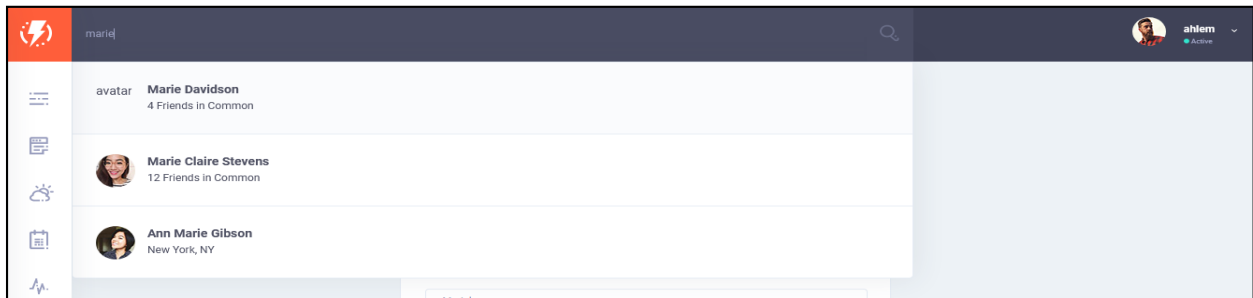 marie
ahlem
Active
avatar
Marie Davidson
4 Friends in Common
Marie Claire Stevens
12 Friends in Common
Ann Marie Gibson
New York, NY